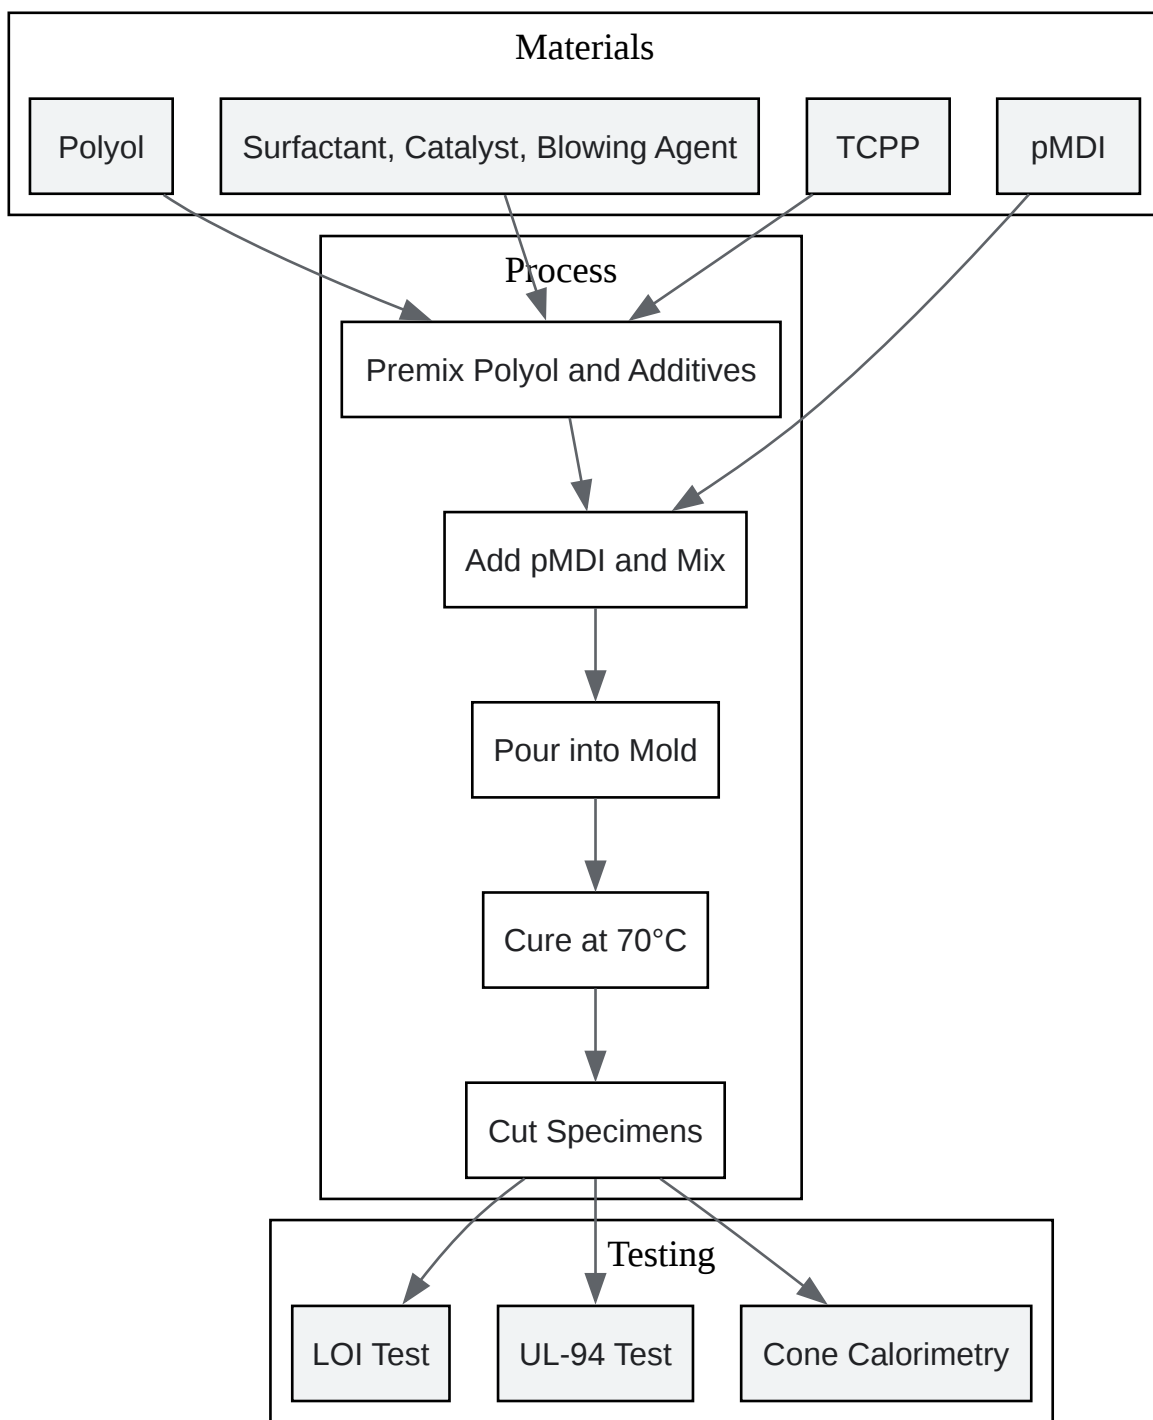 Materials
Polyol
Surfactant, Catalyst, Blowing Agent
TCPP
pMDI
Process
Premix Polyol and Additives
Add pMDI and Mix
Pour into Mold
Cure at 70°C
Cut Specimens
Testing
LOI Test
UL-94 Test
Cone Calorimetry